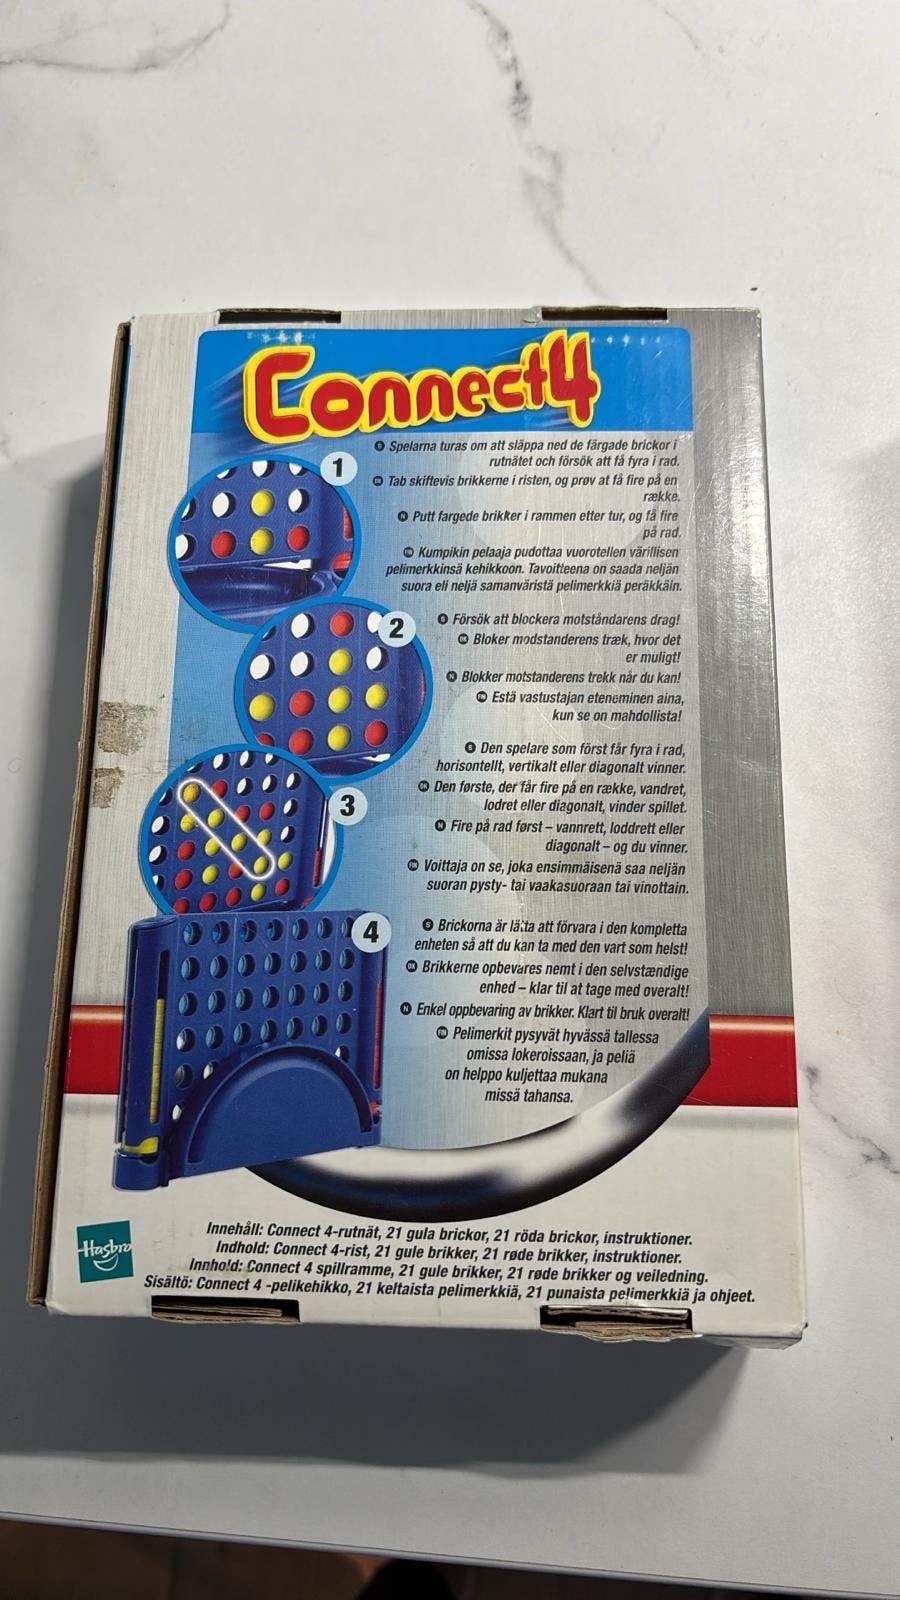 Connect4
1
S Spelarna turas om att släppa ned de färgade brickor i
rutnätet och försök att få fyra i rad.
DK Tab skiftevis brikkerne i risten, og prøv at få fire på en
række.
N Putt fargede brikker i rammen etter tur, og få fire
på rad.
FIN Kumpikin pelaaja pudottaa vuorotellen värillisen
pelimerkkinsä kehikkoon. Tavoitteena on saada neljän
suora eli neljä samanväristä pelimerkkiä peräkkäin.
2
S Försök att blockera motståndarens drag!
DK Bloker modstanderens træk, hvor det
er muligt!
N Blokker motstanderens trekk når du kan!
FIN Estä vastustajan eteneminen aina,
kun se on mahdollista!
3
S Den spelare som först får fyra i rad,
horisontellt, vertikalt eller diagonalt vinner.
DK Den første, der får fire på en række, vandret,
lodret eller diagonalt, vinder spillet.
N Fire på rad først – vannrett, loddrett eller
diagonalt – og du vinner.
FIN Voittaja on se, joka ensimmäisenä saa neljän
suoran pysty- tai vaakasuoraan tai vinottain.
4
S Brickorna är lätta att förvara i den kompletta
enheten så att du kan ta med den vart som helst!
DK Brikkerne opbevares nemt i den selvstændige
enhed – klar til at tage med overalt!
N Enkel oppbevaring av brikker. Klart til bruk overalt!
FIN Pelimerkit pysyvät hyvässä tallessa
omissa lokeroissaan, ja peliä
on helppo kuljettaa mukana
missä tahansa.
Hasbro
Innehåll: Connect 4-rutnät, 21 gula brickor, 21 röda brickor, instruktioner.
Indhold: Connect 4-rist, 21 gule brikker, 21 røde brikker, instruktioner.
Innhold: Connect 4 spillramme, 21 gule brikker, 21 røde brikker og veiledning.
Sisältö: Connect 4 -pelikehikko, 21 keltaista pelimerkkiä, 21 punaista pelimerkkiä ja ohjeet.